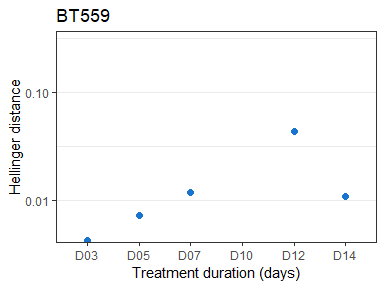 BT559
Hellinger distance
0.10
0.01
D03 D05 D07 D10 D12 D14
Treatment duration (days)